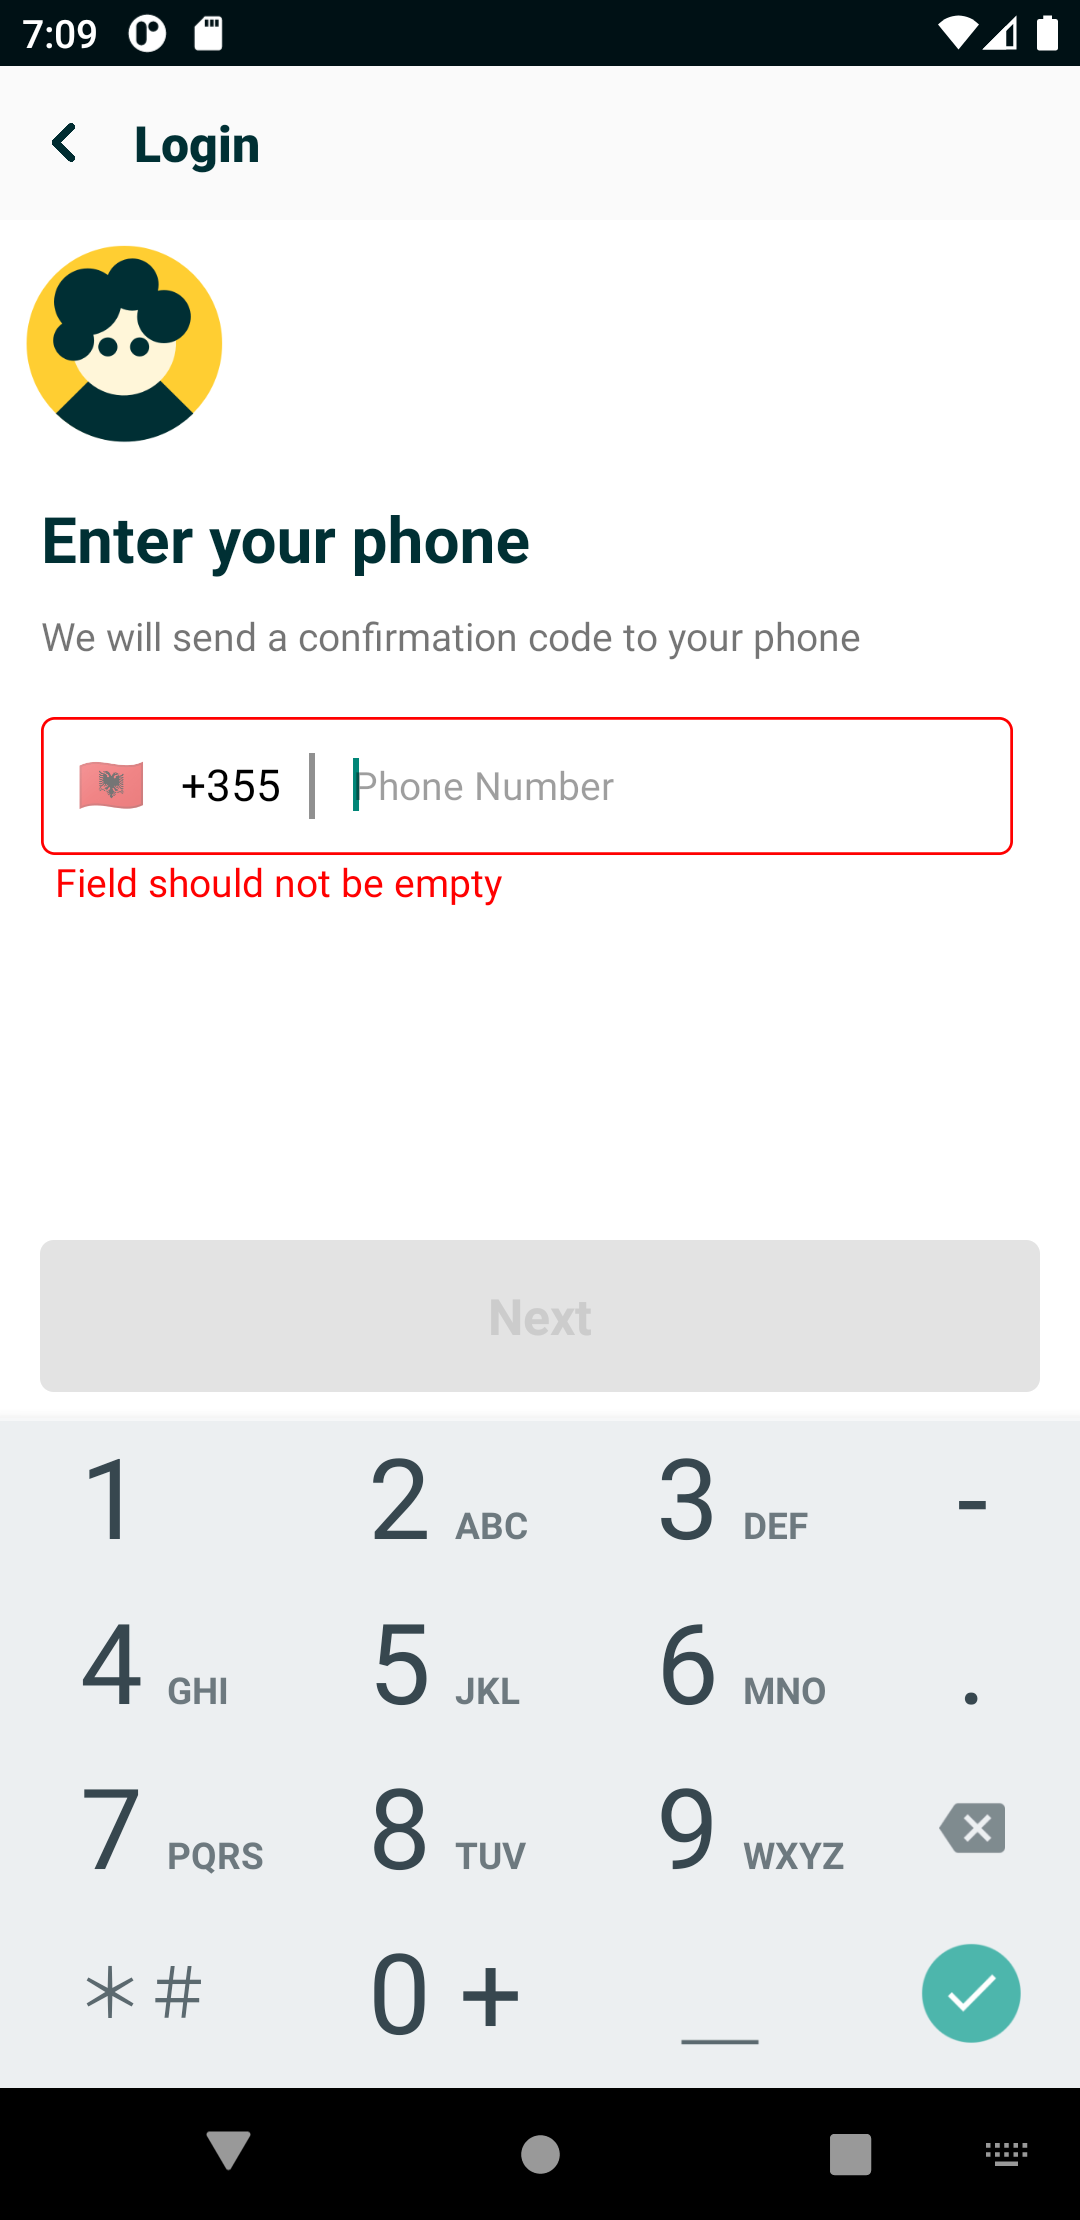 7:09
Login
Enter your phone
We will send a confirmation code to your phone
+355 Phone Number
Field should not be empty
Next
1 2 ABC 3 DEF -
4 GHI 5 JKL 6 MNO .
7 PQRS 8 TUV 9 WXYZ
* # 0 + _